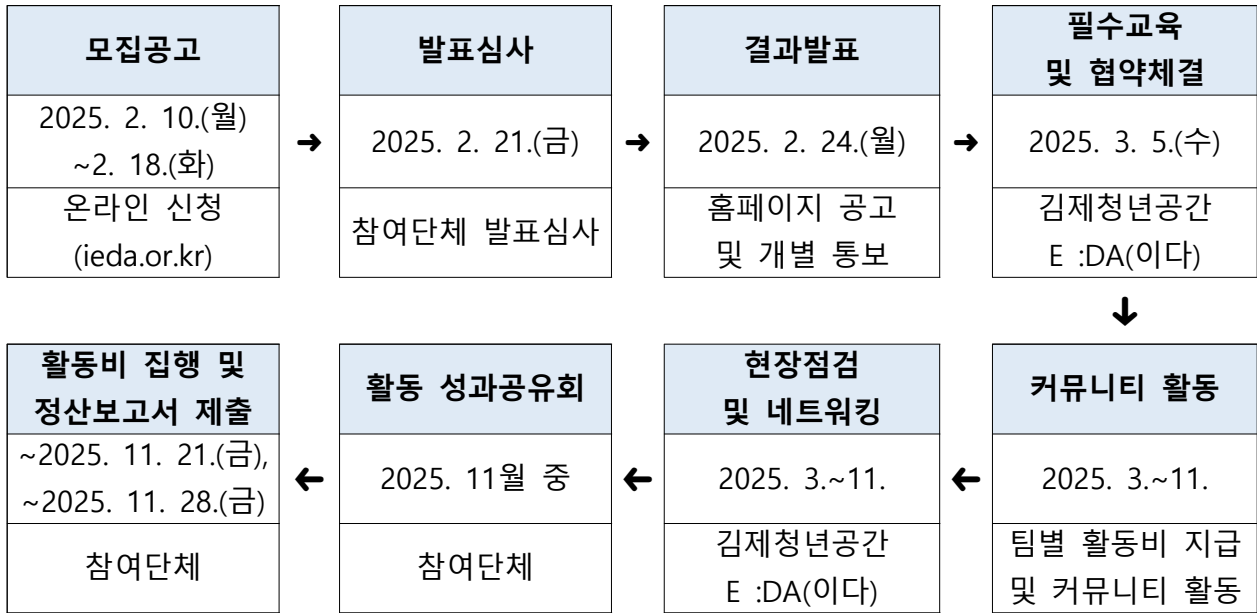 모집공고
2025. 2. 10.(월)
~2. 18.(화)
온라인 신청
(ieda.or.kr)
➜
발표심사
2025. 2. 21.(금)
참여단체 발표심사
➜
결과발표
2025. 2. 24.(월)
홈페이지 공고
및 개별 통보
➜
필수교육
및 협약체결
2025. 3. 5.(수)
김제청년공간
E :DA(이다)
🡻
커뮤니티 활동
2025. 3.~11.
팀별 활동비 지급
및 커뮤니티 활동
🡸
현장점검
및 네트워킹
2025. 3.~11.
김제청년공간
E :DA(이다)
🡸
활동 성과공유회
2025. 11월 중
참여단체
🡸
활동비 집행 및
정산보고서 제출
~2025. 11. 21.(금),
~2025. 11. 28.(금)
참여단체